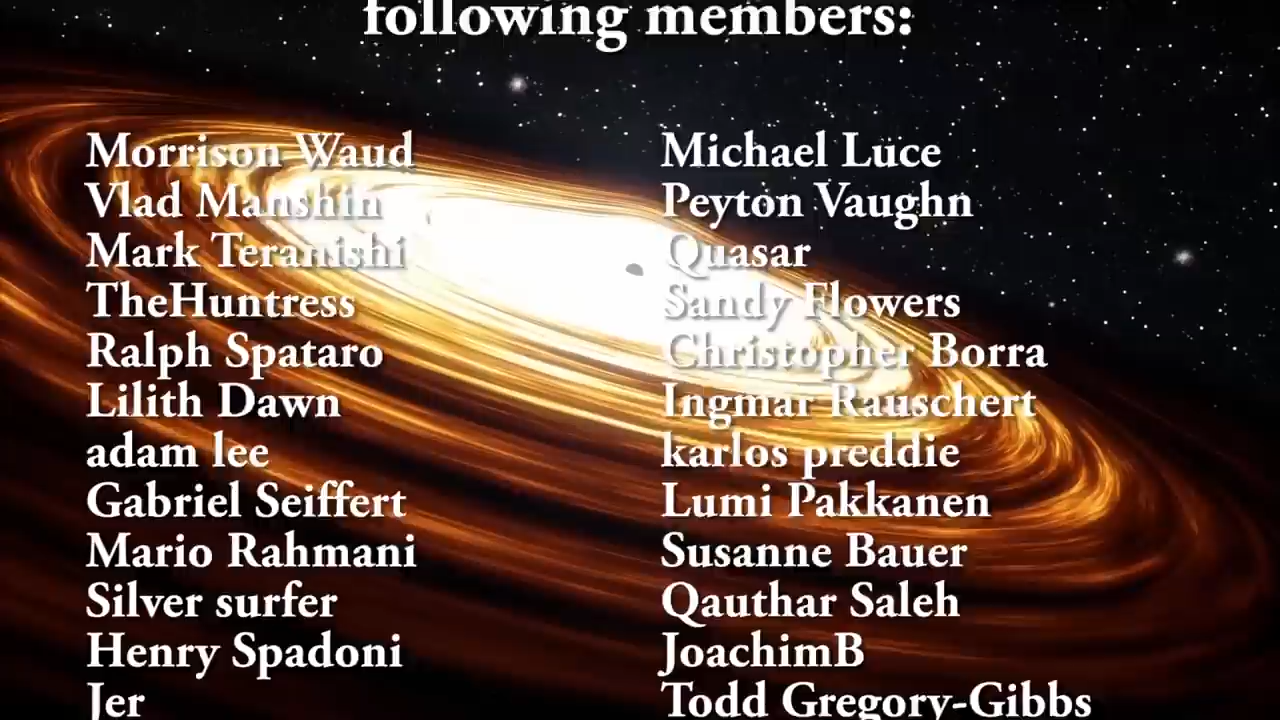 following members:
Morrison Waud
Vlad Manshin
Mark Teranishi
TheHuntress
Ralph Spataro
Lilith Dawn
adam lee
Gabriel Seiffert
Mario Rahmani
Silver surfer
Henry Spadoni
Jer
Michael Luce
Peyton Vaughn
Quasar
Sandy Flowers
Christopher Borra
Ingmar Rauschert
karlos preddie
Lumi Pakkanen
Susanne Bauer
Qauthar Saleh
JoachimB
Todd Gregory-Gibbs